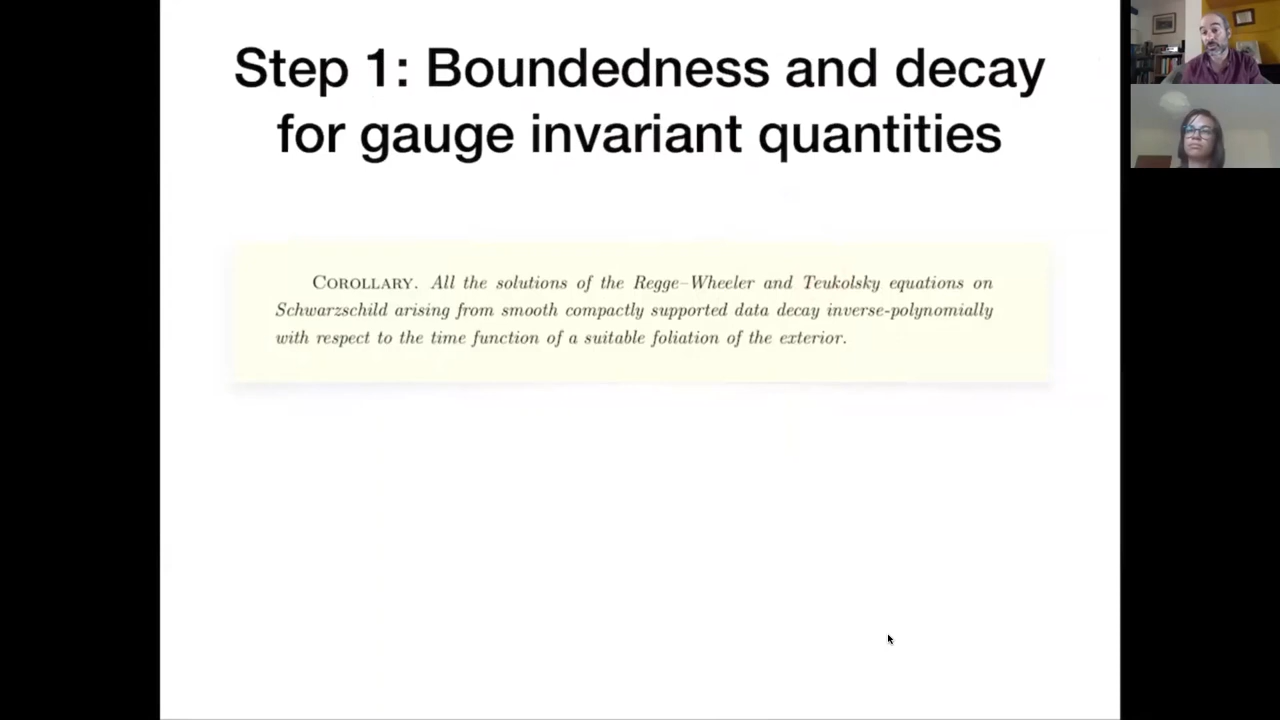 Step 1: Boundedness and decay
for gauge invariant quantities
Corollary. All the solutions of the Regge–Wheeler and Teukolsky equations on
Schwarzschild arising from smooth compactly supported data decay inverse-polynomially
with respect to the time function of a suitable foliation of the exterior.